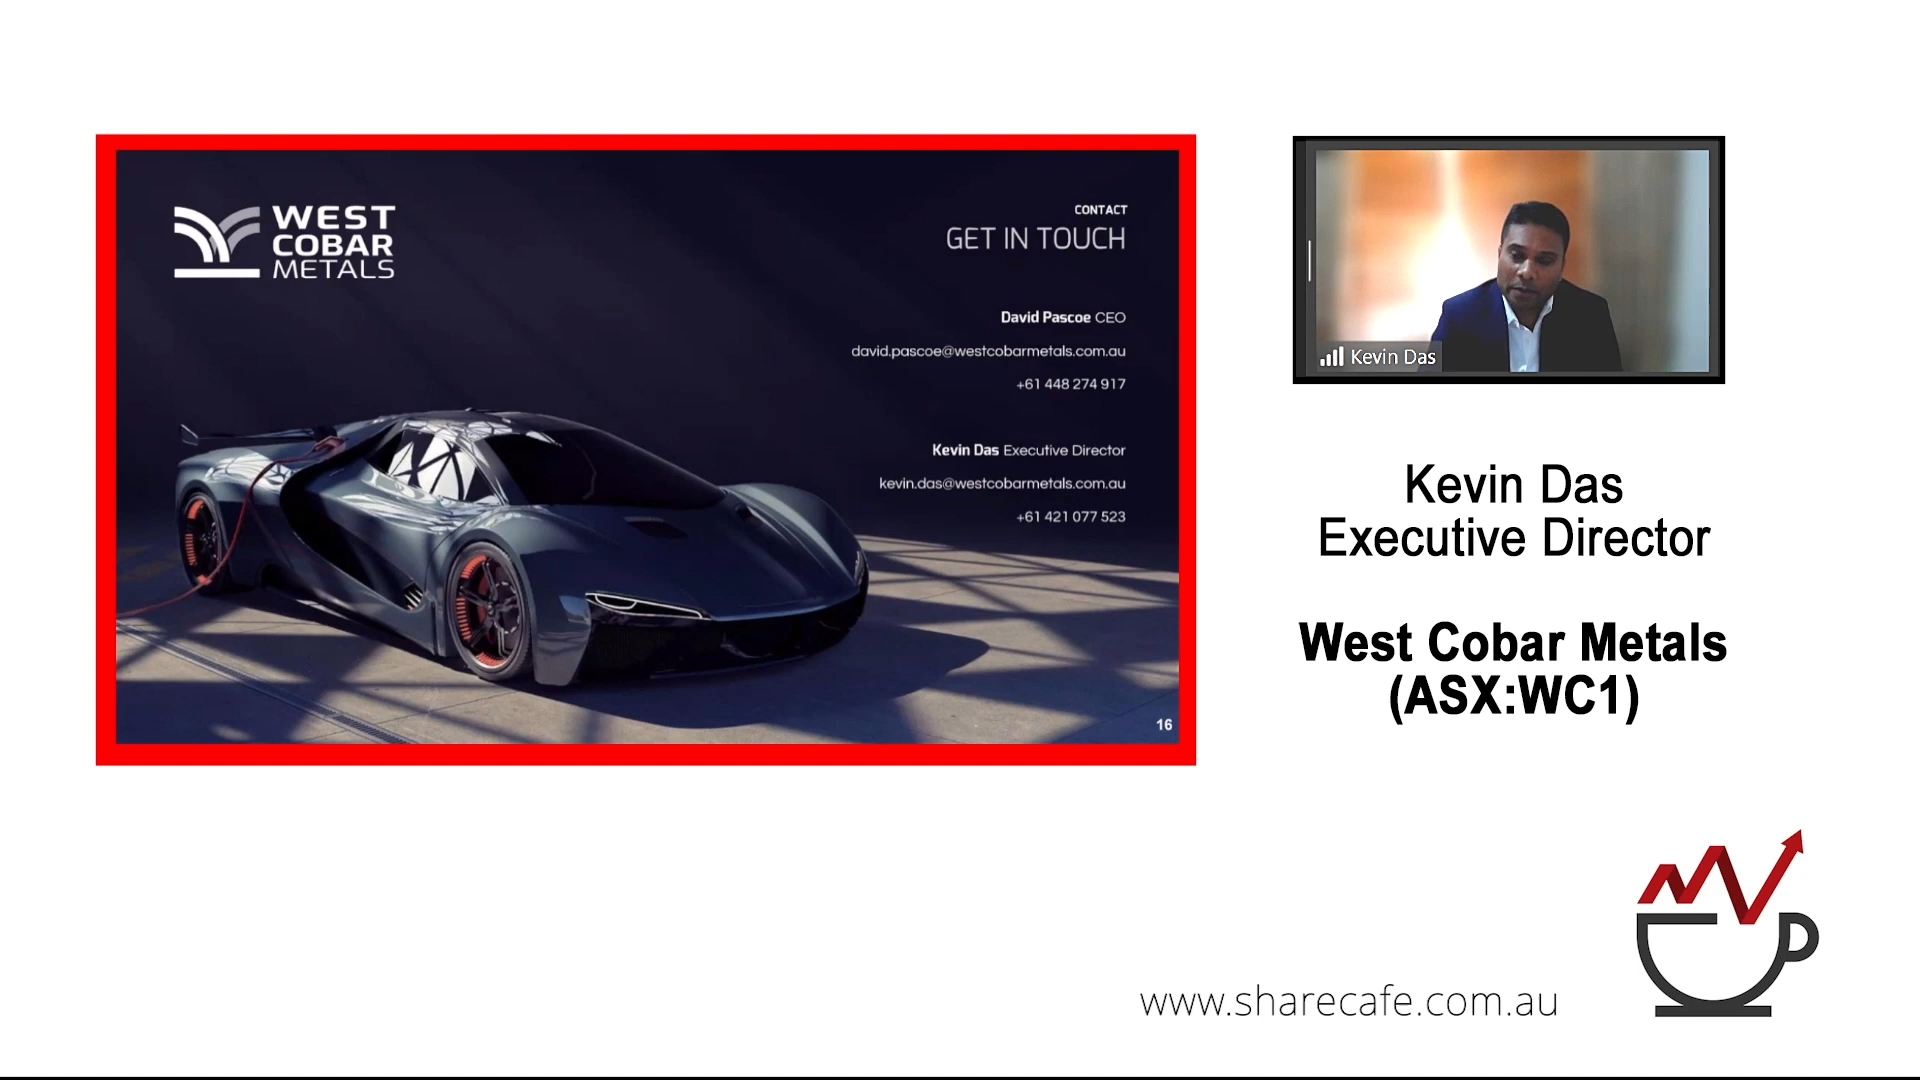 WEST
COBAR
METALS
CONTACT
GET IN TOUCH
David Pascoe CEO
david.pascoe@westcobarmetals.com.au
+61 448 274 917
Kevin Das Executive Director
kevin.das@westcobarmetals.com.au
+61 421 077 523
16
Kevin Das
Kevin Das
Executive Director
West Cobar Metals
(ASX:WC1)
www.sharecafe.com.au